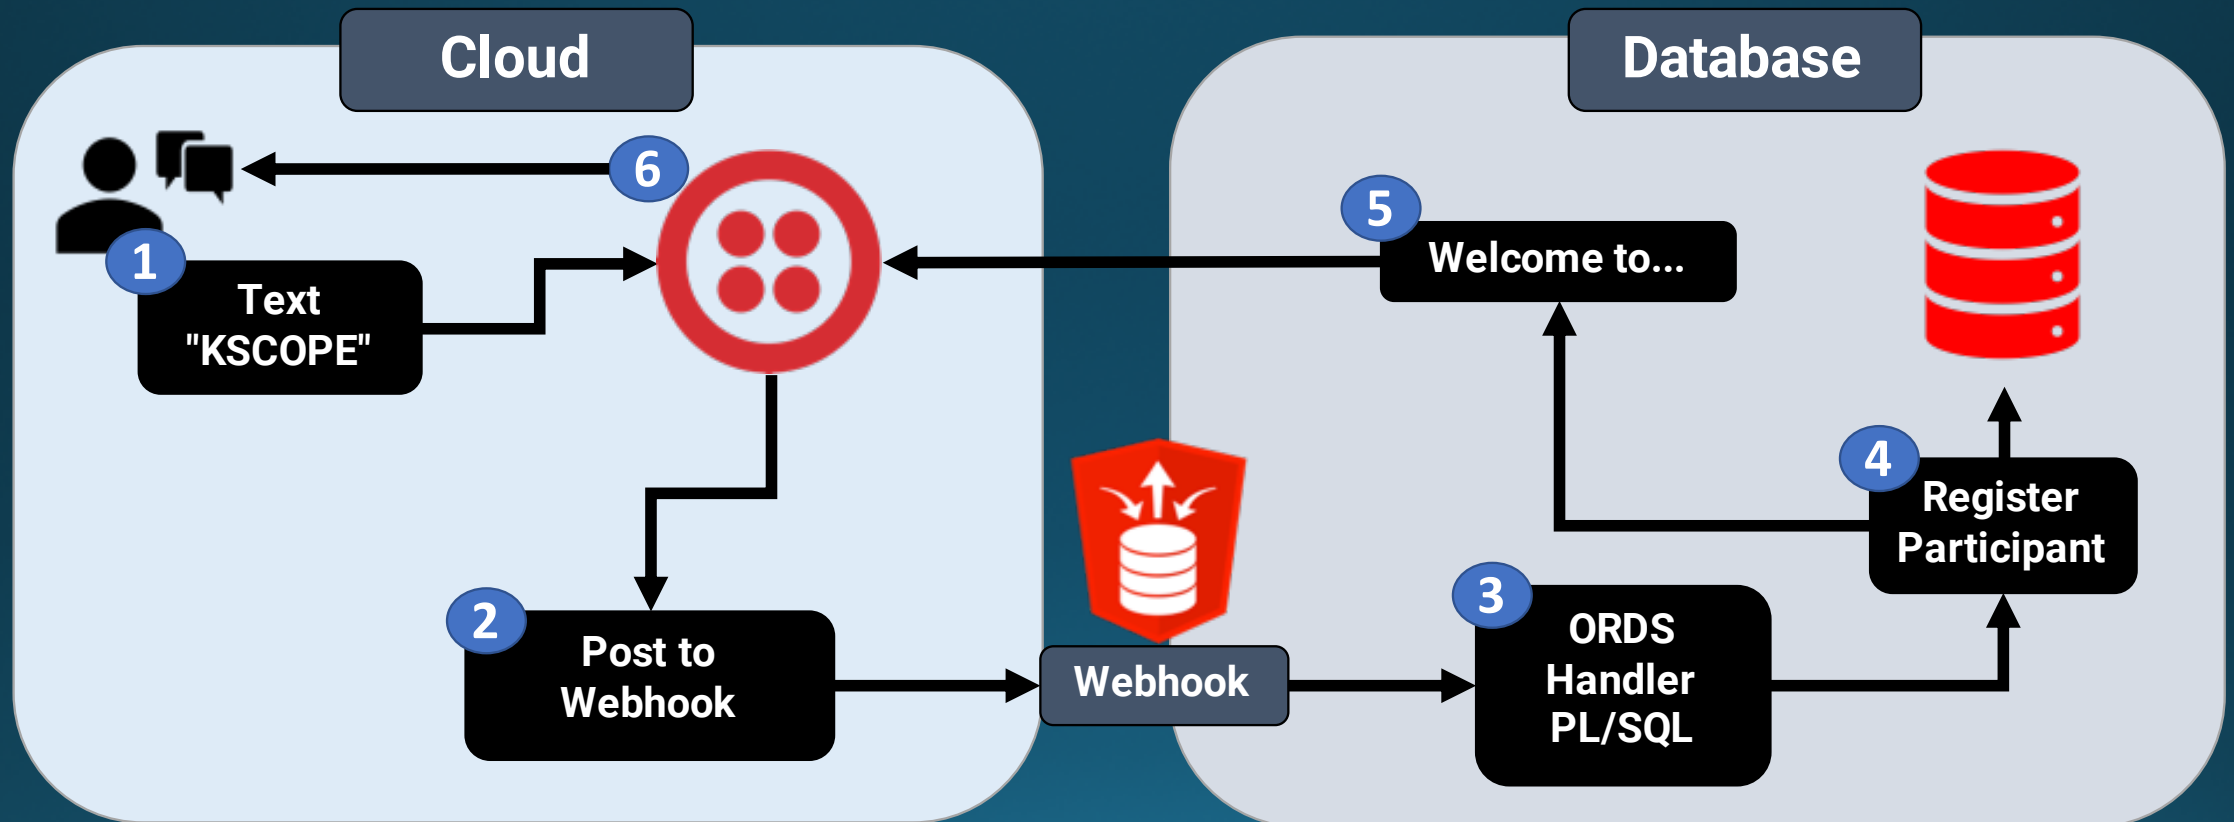 Cloud
Database
6
1
Text
"KSCOPE"
5
Welcome to...
4
Register
Participant
2
Post to
Webhook
Webhook
3
ORDS
Handler
PL/SQL